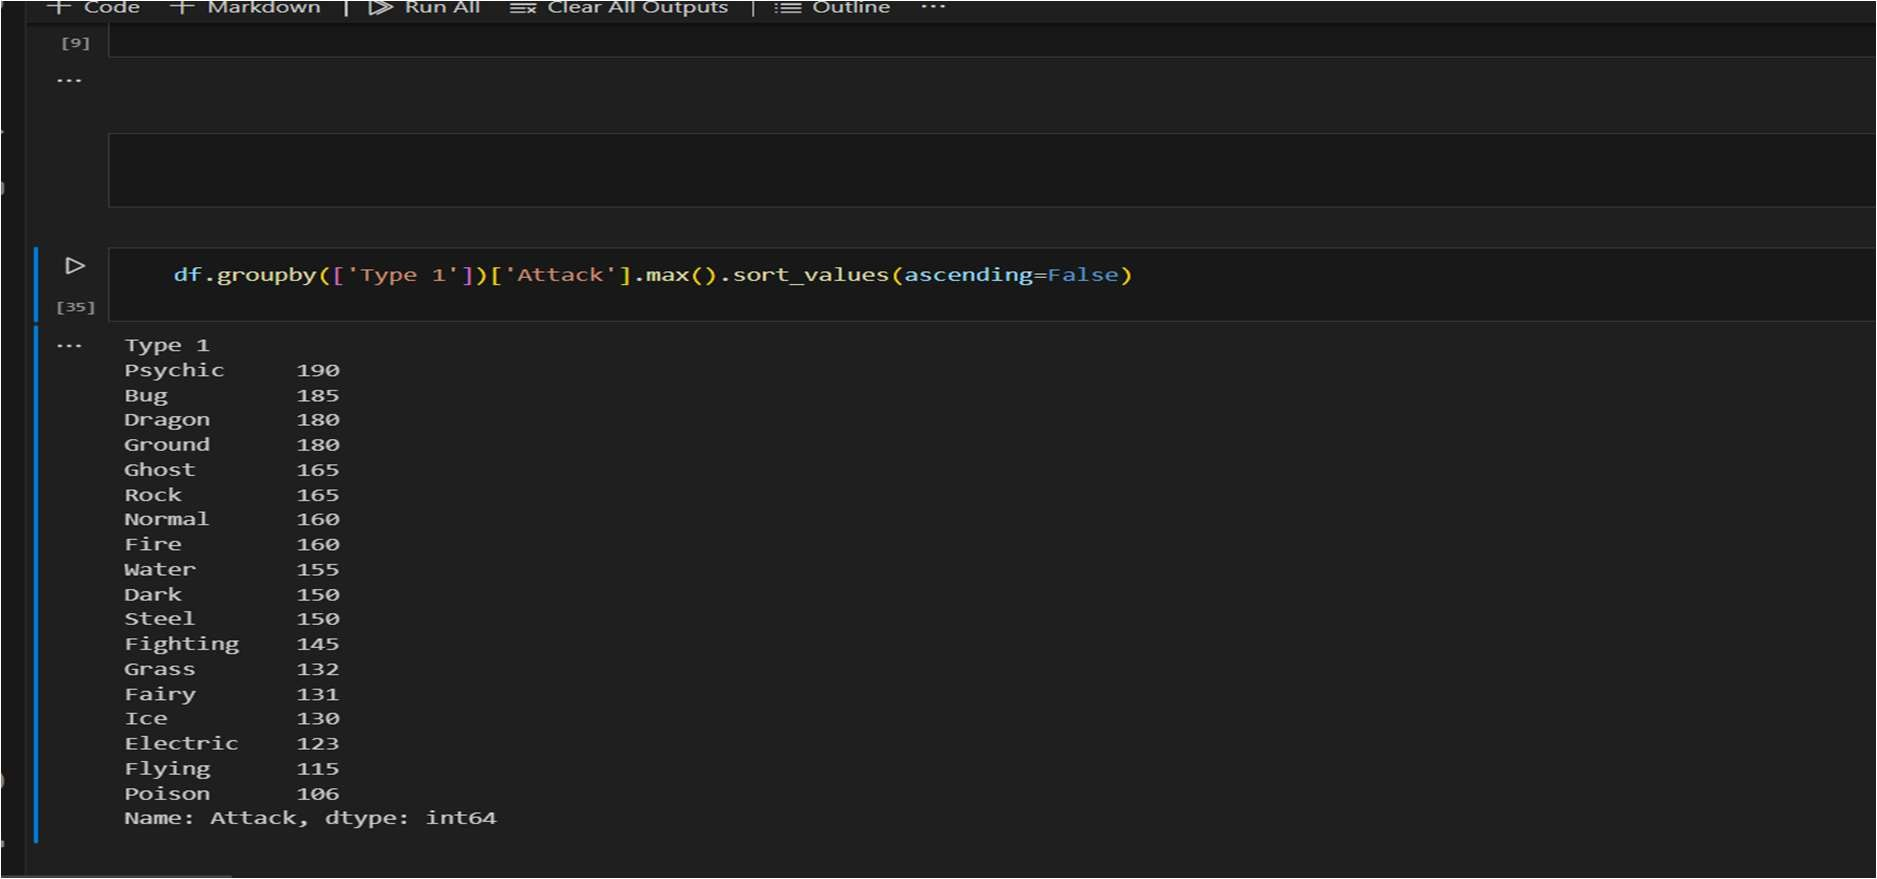 Code Markdown | Run All Clear All Outputs | Outline ...
[9]
...
df.groupby(['Type 1'])['Attack'].max().sort_values(ascending=False)
[35]
... Type 1
Psychic 190
Bug 185
Dragon 180
Ground 180
Ghost 165
Rock 165
Normal 160
Fire 160
Water 155
Dark 150
Steel 150
Fighting 145
Grass 132
Fairy 131
Ice 130
Electric 123
Flying 115
Poison 106
Name: Attack, dtype: int64